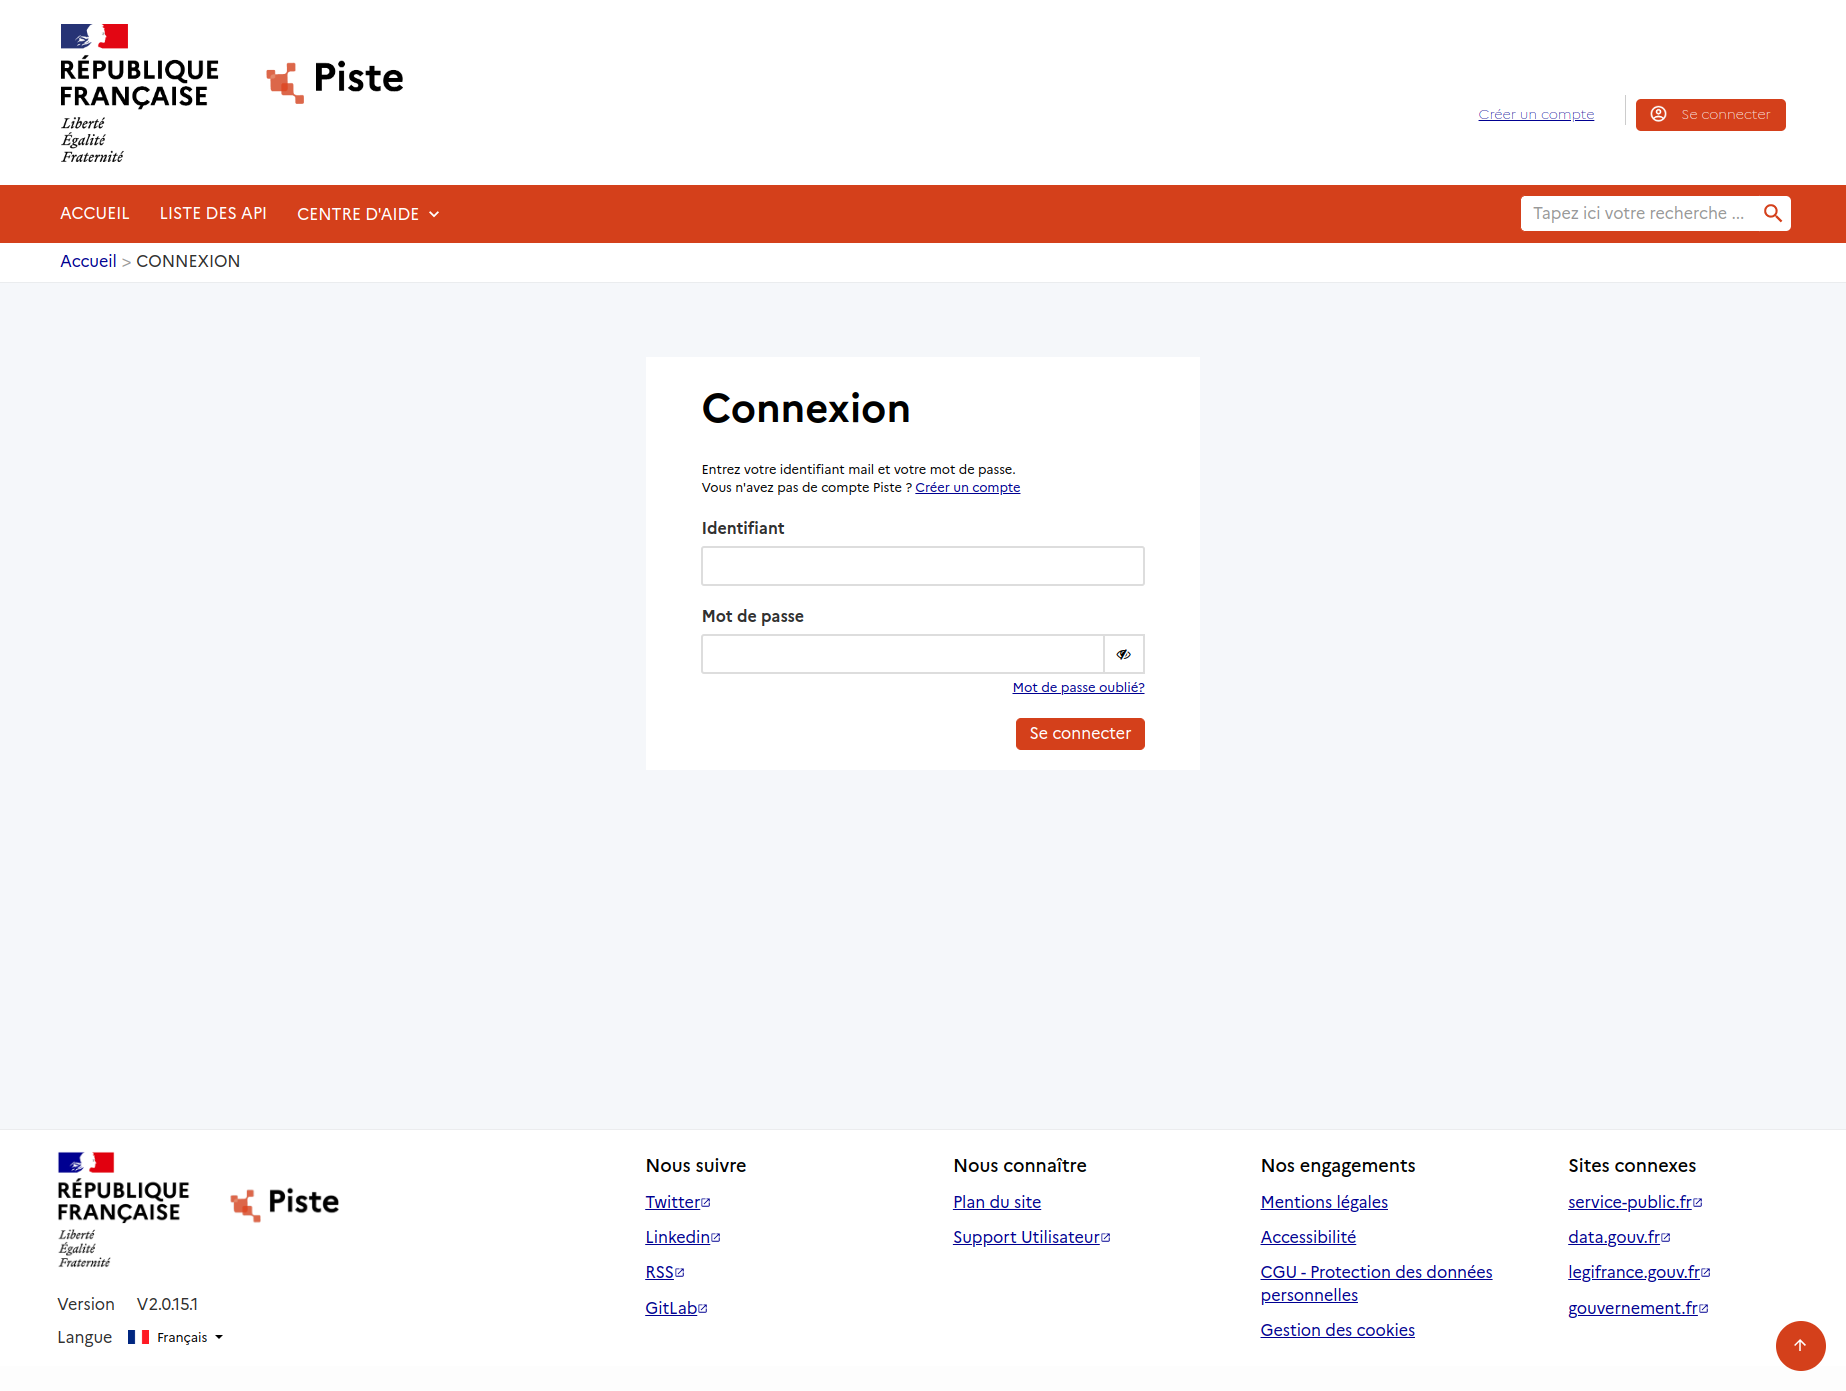 RÉPUBLIQUE
FRANÇAISE
Liberté
Égalité
Fraternité
Piste
Créer un compte
Se connecter
ACCUEIL
LISTE DES API
CENTRE D'AIDE
Tapez ici votre recherche ...
Accueil > CONNEXION
Connexion
Entrez votre identifiant mail et votre mot de passe.
Vous n'avez pas de compte Piste ? Créer un compte
Identifiant
Mot de passe
Mot de passe oublié?
Se connecter
RÉPUBLIQUE
FRANÇAISE
Liberté
Égalité
Fraternité
Piste
Version V2.0.15.1
Langue Français
Nous suivre
Twitter
Linkedin
RSS
GitLab
Nous connaître
Plan du site
Support Utilisateur
Nos engagements
Mentions légales
Accessibilité
CGU - Protection des données
personnelles
Gestion des cookies
Sites connexes
service-public.fr
data.gouv.fr
legifrance.gouv.fr
gouvernement.fr